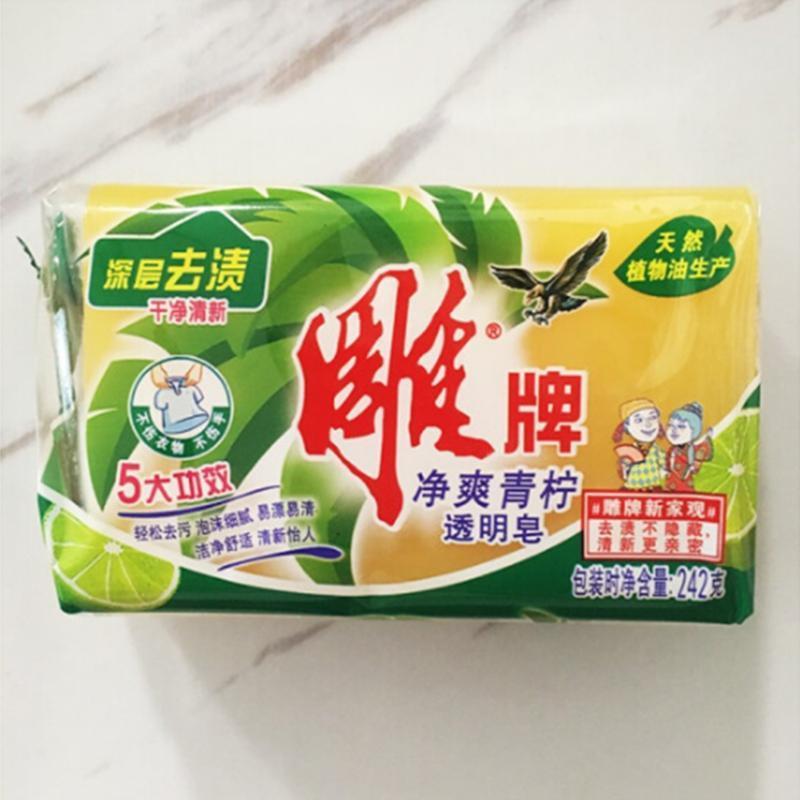 深层去渍
干净清新
天然
植物油生产
雕®
牌
不伤衣物 不伤手
净爽青柠
透明皂
5大功效
轻松去污 泡沫细腻 易漂易清
洁净舒适 清新怡人
#雕牌新家观#
去渍不隐藏,
清新更亲密
包装时净含量:242克